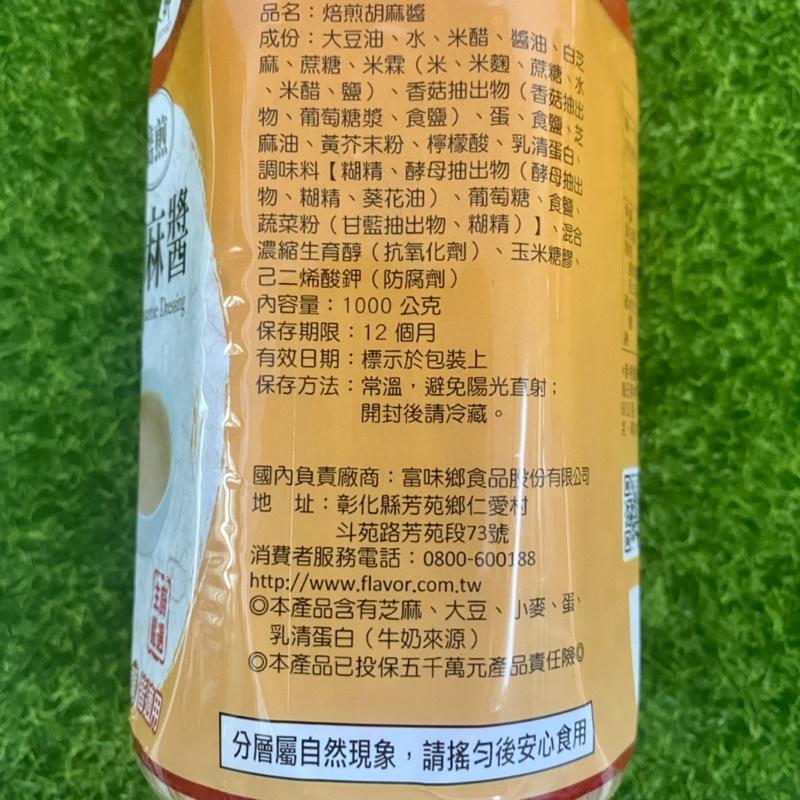 品名：焙煎胡麻醬
成份：大豆油、水、米醋、醬油、白芝
麻、蔗糖、米霖（米、米麴、蔗糖、水
、米醋、鹽）、香菇抽出物（香菇抽出
物、葡萄糖漿、食鹽）、蛋、食鹽、芝
麻油、黃芥末粉、檸檬酸、乳清蛋白、
調味料【糊精、酵母抽出物（酵母抽出
物、糊精、葵花油）、葡萄糖、食鹽、
蔬菜粉（甘藍抽出物、糊精）】、混合
濃縮生育醇（抗氧化劑）、玉米糖膠、
己二烯酸鉀（防腐劑）
內容量：1000 公克
保存期限：12 個月
有效日期：標示於包裝上
保存方法：常溫，避免陽光直射；
開封後請冷藏。
國內負責廠商：富味鄉食品股份有限公司
地　址：彰化縣芳苑鄉仁愛村
斗苑路芳苑段73號
消費者服務電話：0800-600188
http://www.flavor.com.tw
◎本產品含有芝麻、大豆、小麥、蛋、
乳清蛋白（牛奶來源）
◎本產品已投保五千萬元產品責任險◎
分層屬自然現象，請搖勻後安心食用
焙煎
麻醬
Dressing